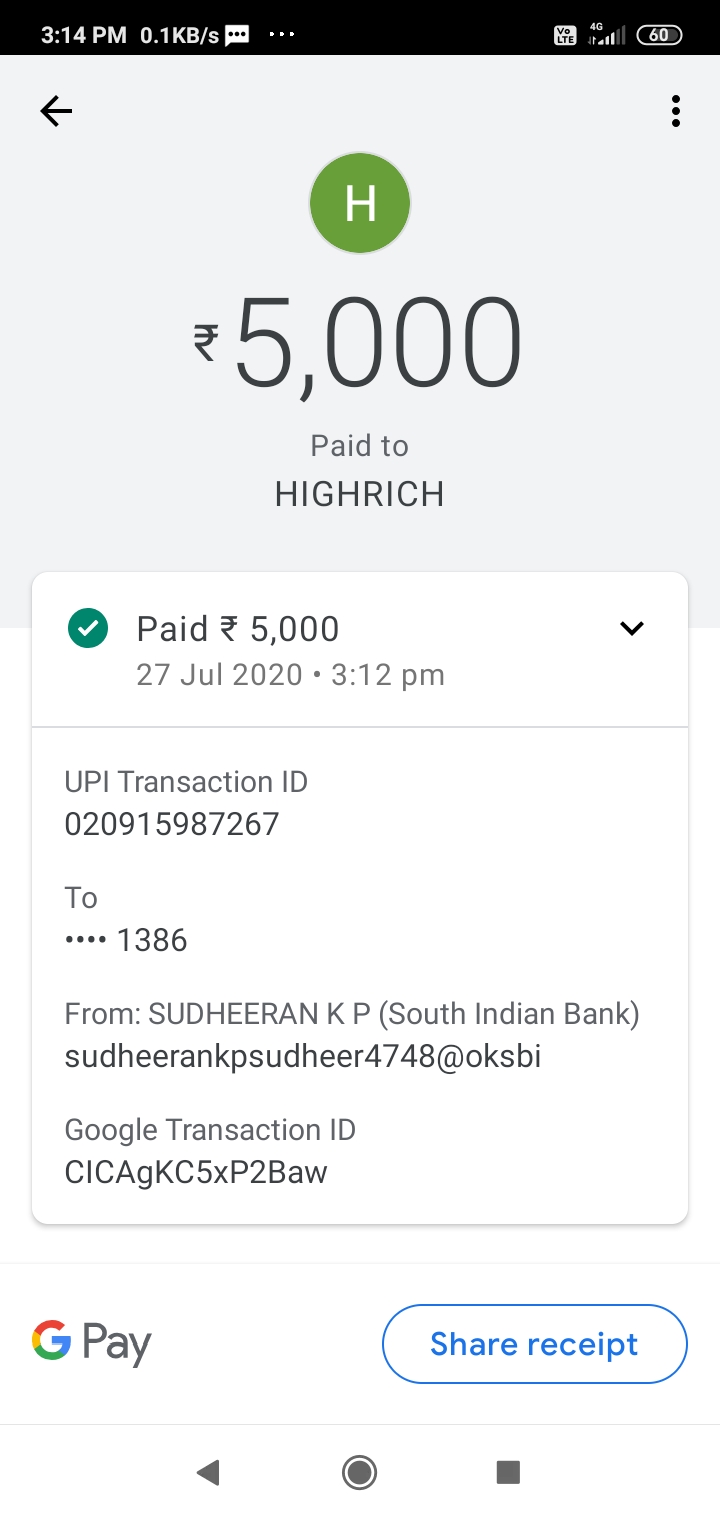 3:14 PM 0.1KB/s ... Vo LTE 4G 60
H
₹5,000
Paid to
HIGHRICH
Paid ₹ 5,000
27 Jul 2020 • 3:12 pm
UPI Transaction ID
020915987267
To
•••• 1386
From: SUDHEERAN K P (South Indian Bank)
sudheerankpsudheer4748@oksbi
Google Transaction ID
CICAgKC5xP2Baw
G Pay Share receipt